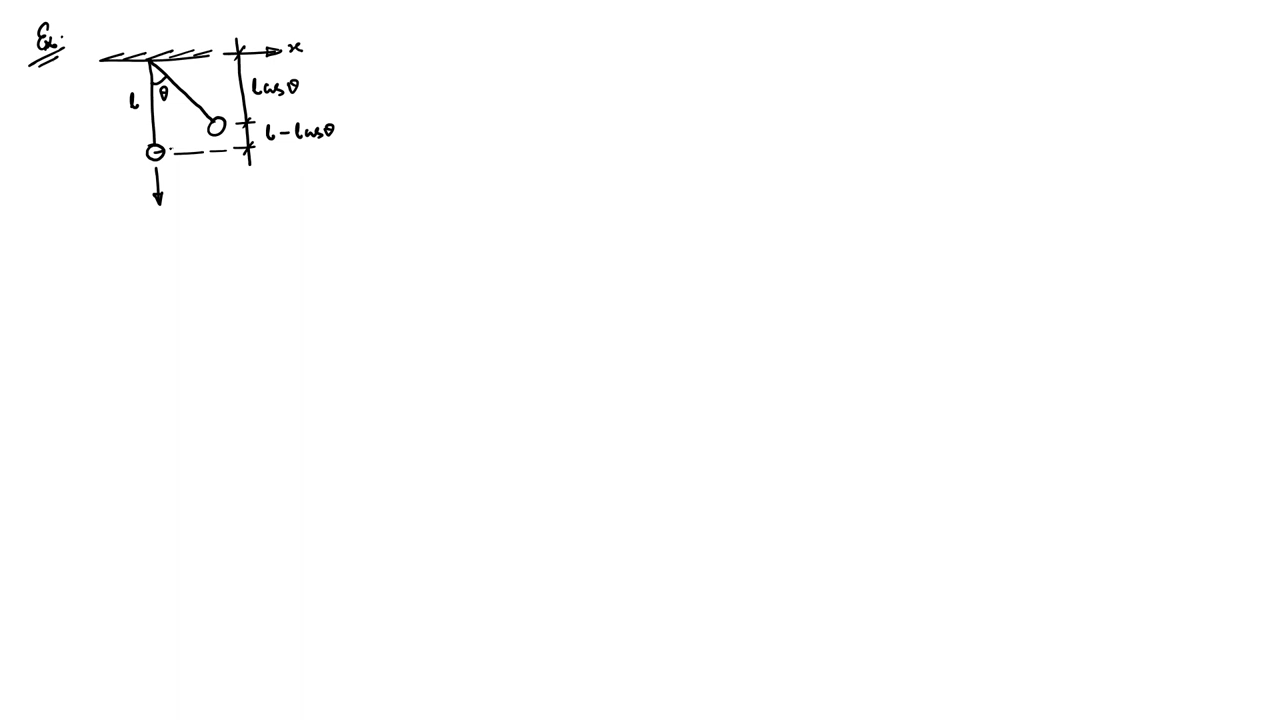 Ex.
x
l cos θ
l θ
l - l cos θ